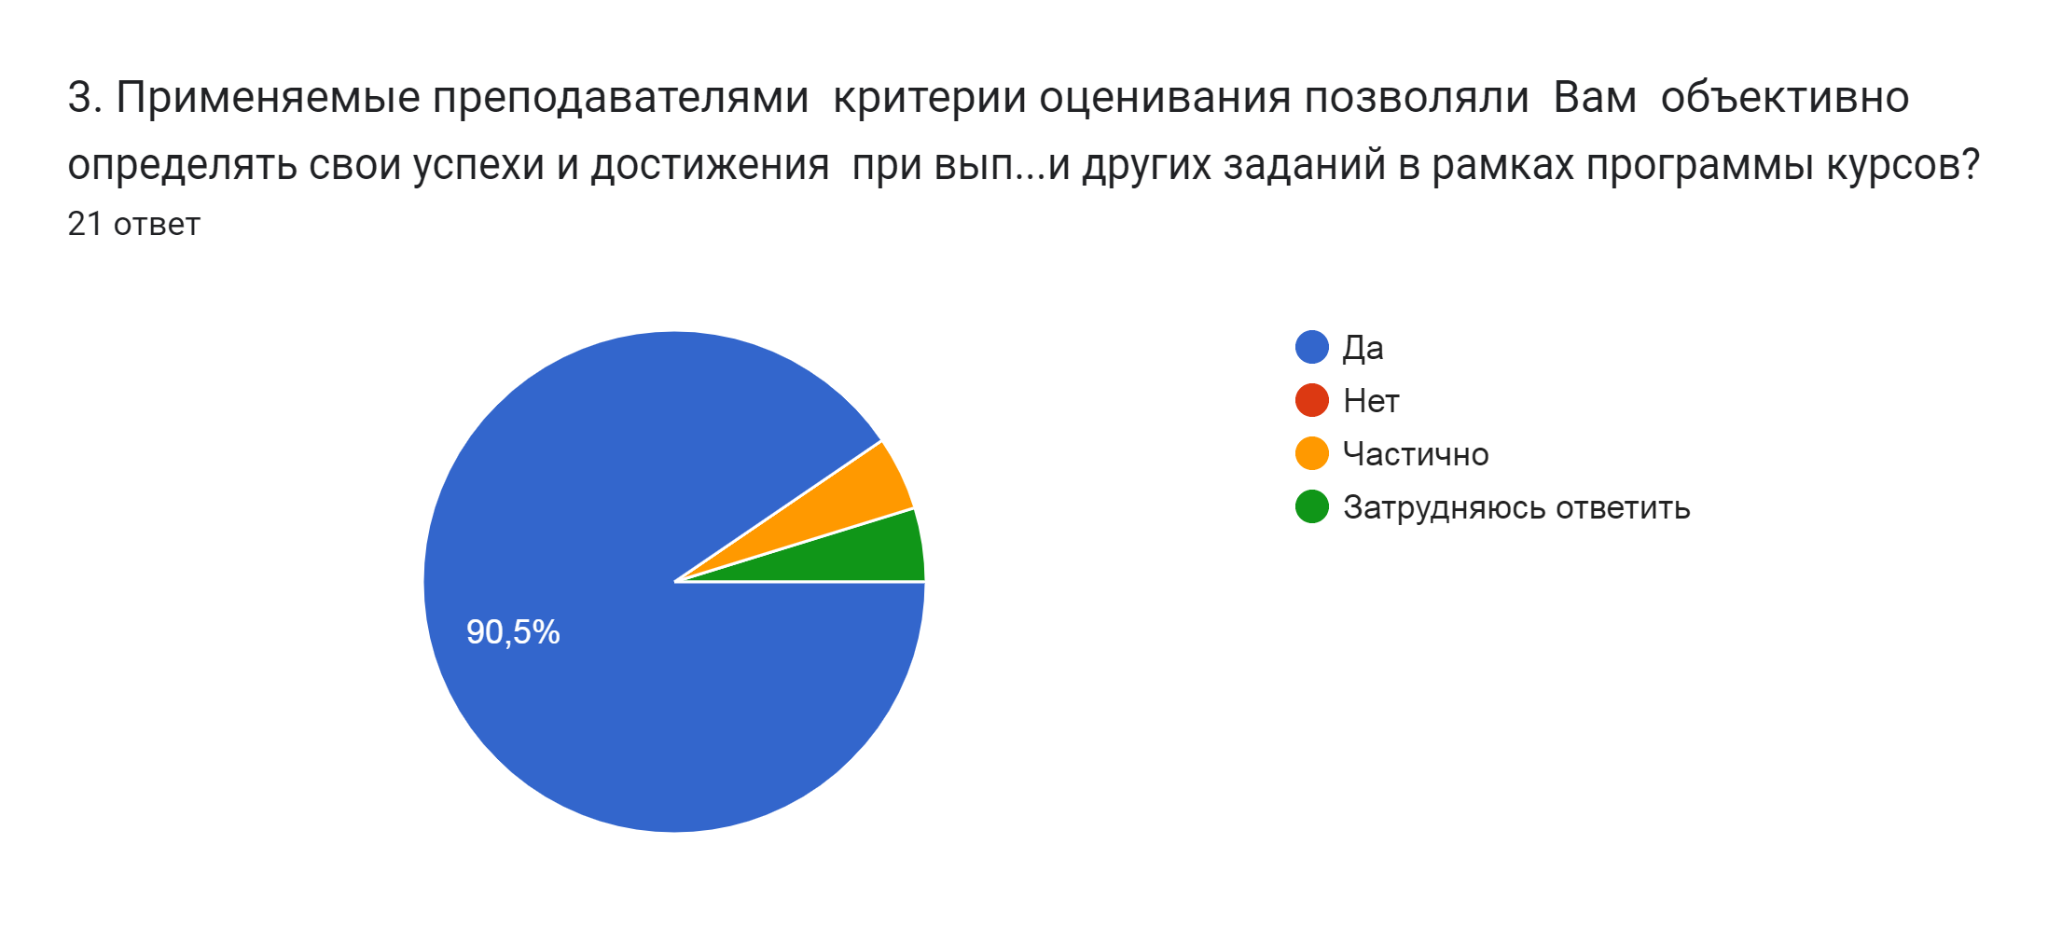 3. Применяемые преподавателями  критерии оценивания позволяли  Вам  объективно
определять свои успехи и достижения  при вып...и других заданий в рамках программы курсов?
21 ответ
Да
Нет
Частично
Затрудняюсь ответить
90,5%